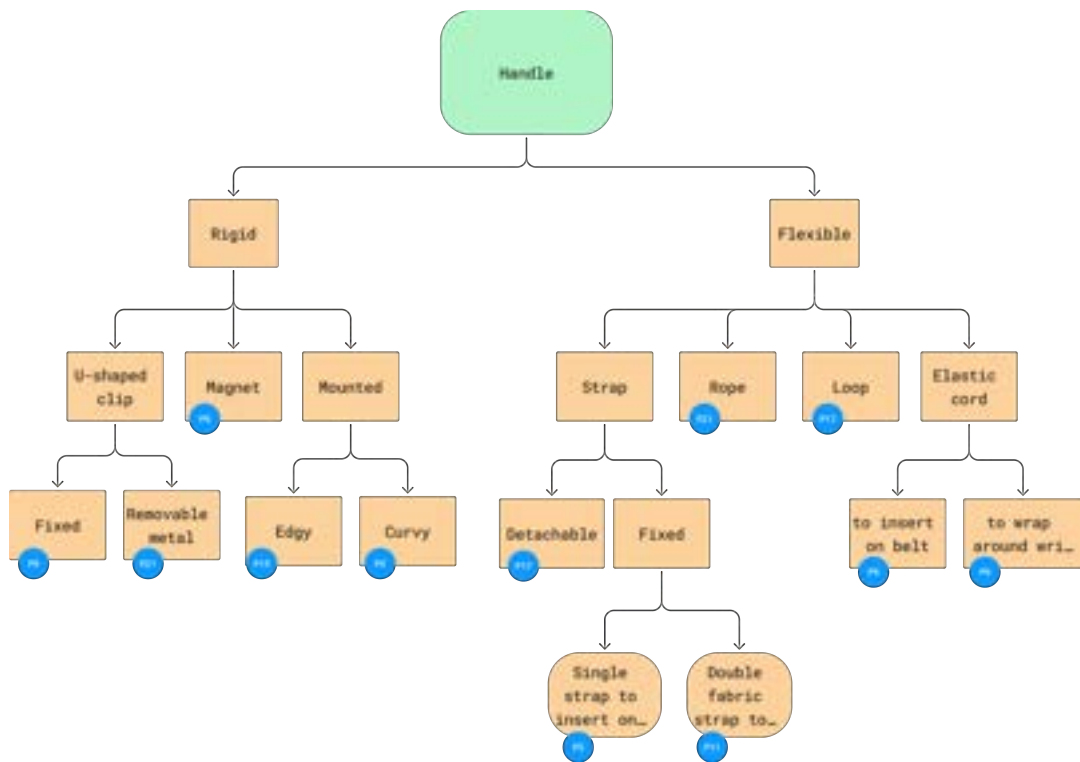 Handle
Rigid
Flexible
U-shaped
clip
Magnet
Mounted
Strap
Rope
Loop
Elastic
cord
Fixed
Removable
metal
Edgy
Curvy
Detachable
Fixed
to insert
on belt
to wrap
around wri…
Single
strap to
insert on…
Double
fabric
strap to…